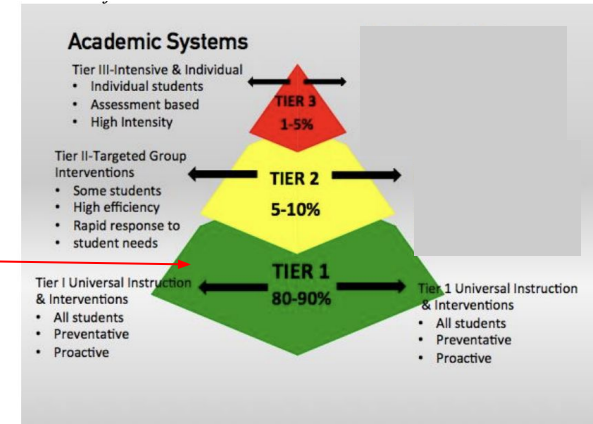 Academic Systems
Tier III-Intensive & Individual
• Individual students
• Assessment based
• High Intensity
TIER 3
1-5%
Tier II-Targeted Group
Interventions
• Some students
• High efficiency
• Rapid response to
• student needs
TIER 2
5-10%
Tier I Universal Instruction
& Interventions
• All students
• Preventative
• Proactive
TIER 1
80-90%
Tier 1 Universal Instruction
& Interventions
• All students
• Preventative
• Proactive